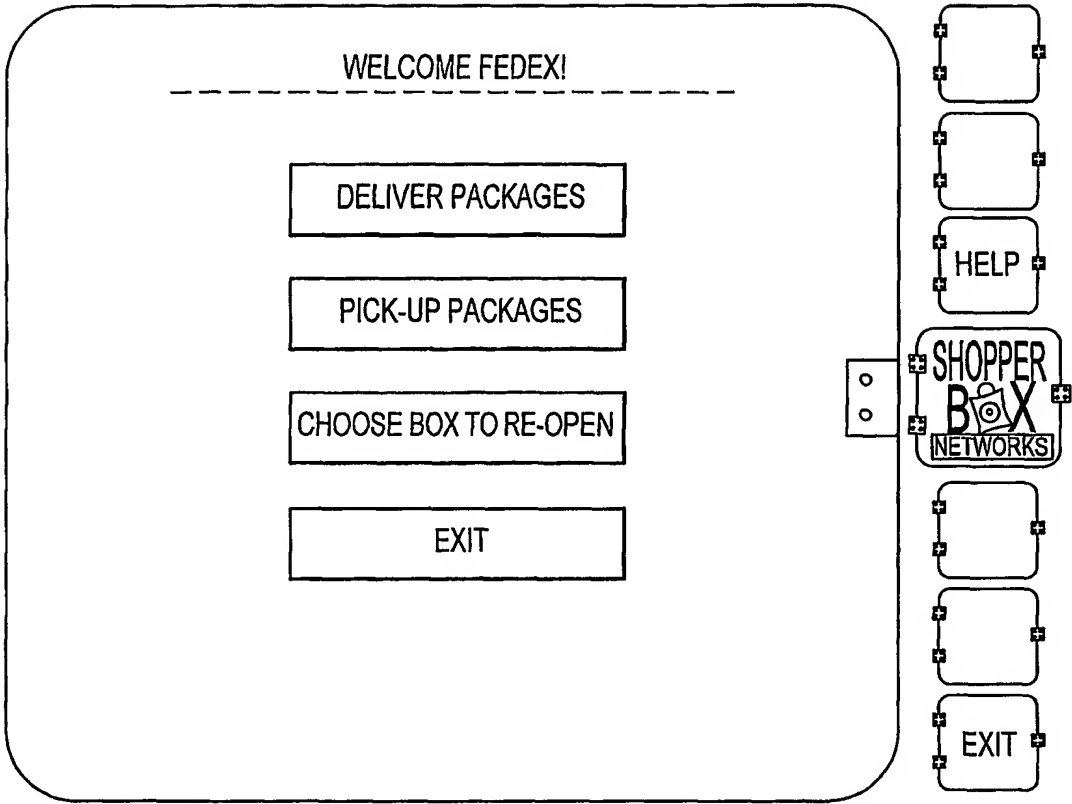 WELCOME FEDEX!
DELIVER PACKAGES
PICK-UP PACKAGES
CHOOSE BOX TO RE-OPEN
EXIT
HELP
SHOPPER
BOX
NETWORKS
EXIT